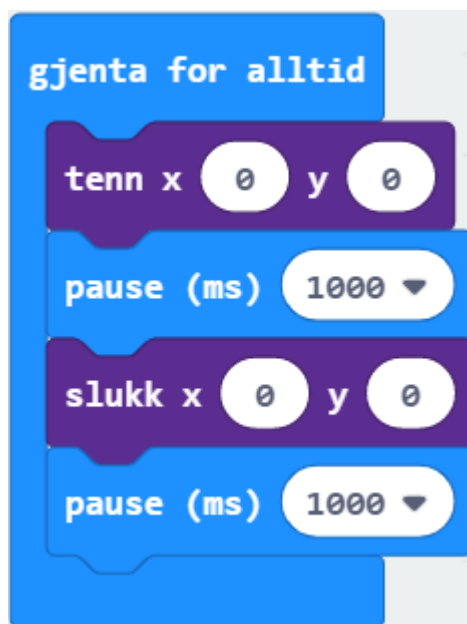 gjenta for alltid
tenn x 0 y 0
pause (ms) 1000
slukk x 0 y 0
pause (ms) 1000